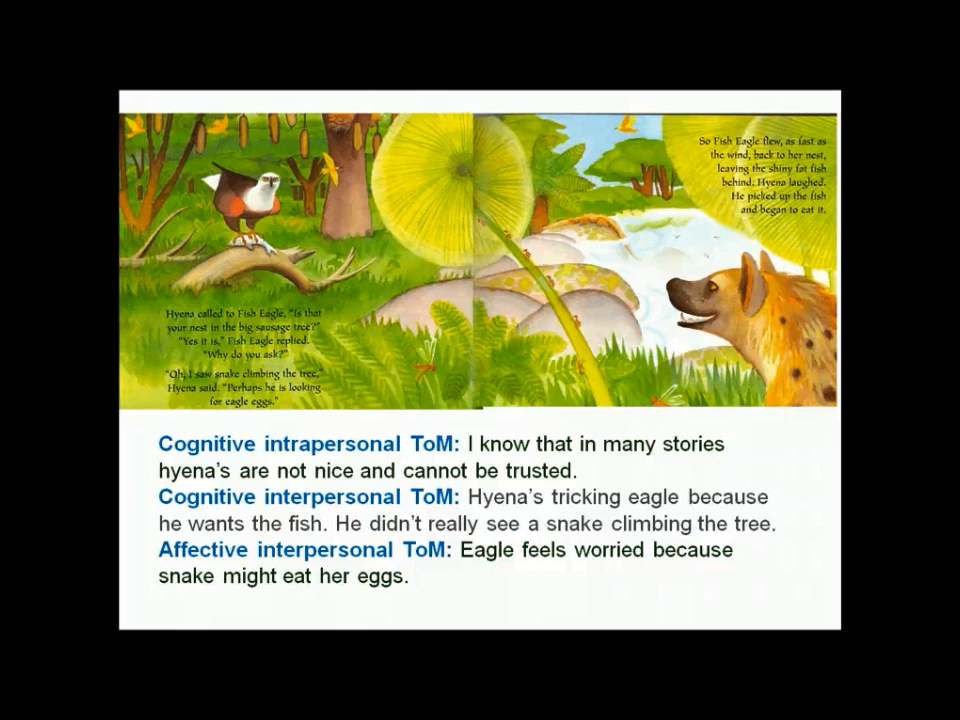 Hyena called to Fish Eagle, "Is that
your nest in the big sausage tree?"
"Yes it is," Fish Eagle replied.
"Why do you ask?"
"Oh, I saw snake climbing the tree,"
Hyena said. "Perhaps he is looking
for eagle eggs."
So Fish Eagle flew, as fast as
the wind, back to her nest,
leaving the shiny fat fish
behind. Hyena laughed.
He picked up the fish
and began to eat it.
Cognitive intrapersonal ToM: I know that in many stories
hyena's are not nice and cannot be trusted.
Cognitive interpersonal ToM: Hyena's tricking eagle because
he wants the fish. He didn't really see a snake climbing the tree.
Affective interpersonal ToM: Eagle feels worried because
snake might eat her eggs.